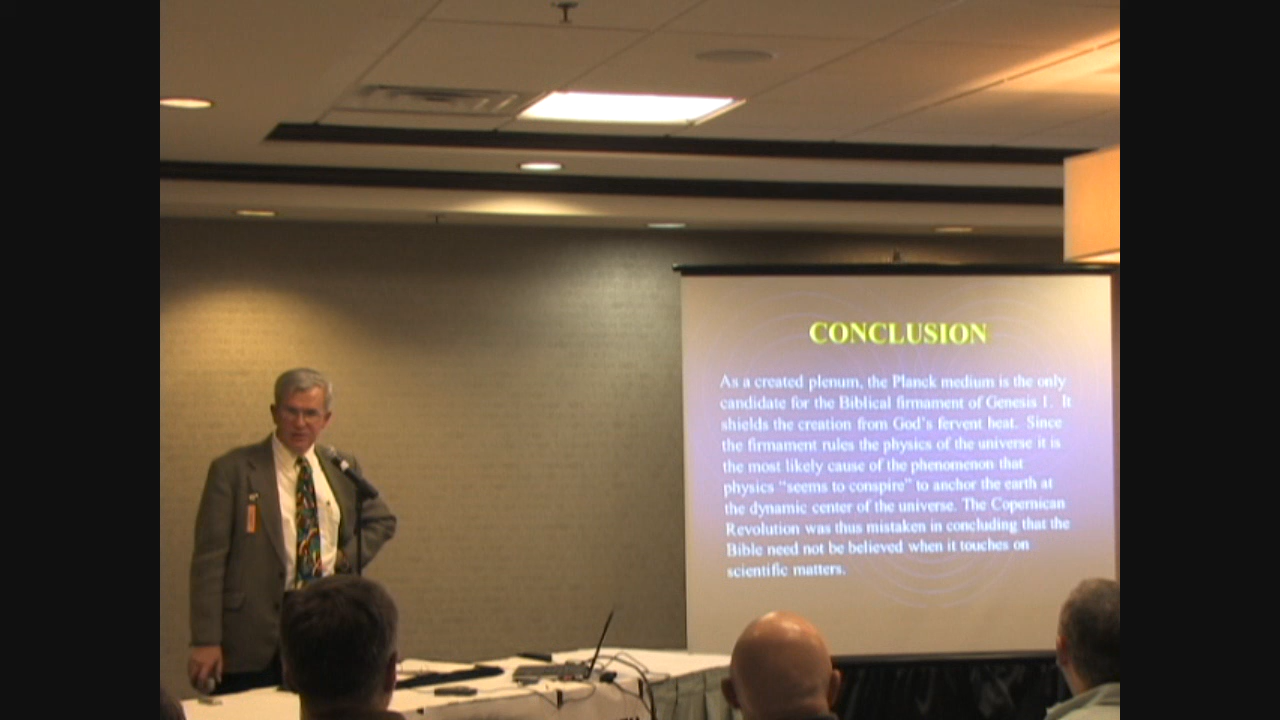 CONCLUSION
As a created plenum, the Planck medium is the only
candidate for the Biblical firmament of Genesis 1. It
shields the creation from God's fervent heat. Since
the firmament rules the physics of the universe it is
the most likely cause of the phenomenon that
physics “seems to conspire” to anchor the earth at
the dynamic center of the universe. The Copernican
Revolution was thus mistaken in concluding that the
Bible need not be believed when it touches on
scientific matters.